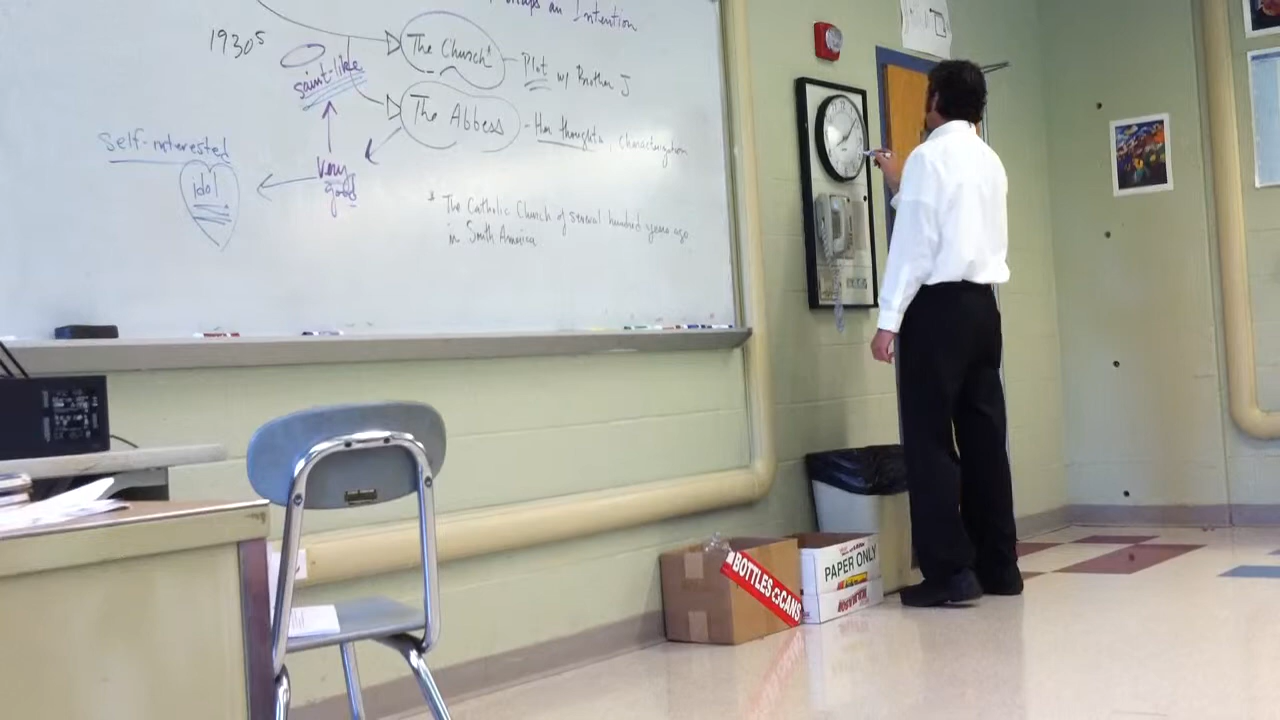 an Intention
1930s
The Church*
- Plot w/ Brother J
saint-like
The Abbess
- Her thoughts, characterization
Self-interested
very
good
idol
* The Catholic Church of several hundred years ago
in South America
BOTTLES CANS
PAPER ONLY